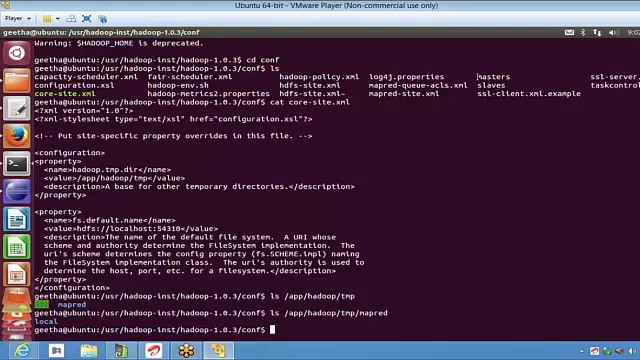 Ubuntu 64-bit - VMware Player (Non-commercial use only)
Player
geetha@ubuntu: /usr/hadoop-inst/hadoop-1.0.3/conf
9:02
Warning: $HADOOP_HOME is deprecated.
geetha@ubuntu:/usr/hadoop-inst/hadoop-1.0.3$ cd conf
geetha@ubuntu:/usr/hadoop-inst/hadoop-1.0.3/conf$ ls
capacity-scheduler.xml fair-scheduler.xml hadoop-policy.xml log4j.properties masters ssl-server.
configuration.xsl hadoop-env.sh hdfs-site.xml mapred-queue-acls.xml slaves taskcontrol
core-site.xml hadoop-metrics2.properties hdfs-site.xml~ mapred-site.xml ssl-client.xml.example
geetha@ubuntu:/usr/hadoop-inst/hadoop-1.0.3/conf$ cat core-site.xml
<?xml version="1.0"?>
<?xml-stylesheet type="text/xsl" href="configuration.xsl"?>
<!-- Put site-specific property overrides in this file. -->
<configuration>
<property>
<name>hadoop.tmp.dir</name>
<value>/app/hadoop/tmp</value>
<description>A base for other temporary directories.</description>
</property>
<property>
<name>fs.default.name</name>
<value>hdfs://localhost:54310</value>
<description>The name of the default file system. A URI whose
scheme and authority determine the FileSystem implementation. The
uri's scheme determines the config property (fs.SCHEME.impl) naming
the FileSystem implementation class. The uri's authority is used to
determine the host, port, etc. for a filesystem.</description>
</property>
</configuration>
geetha@ubuntu:/usr/hadoop-inst/hadoop-1.0.3/conf$ ls /app/hadoop/tmp
mapred
geetha@ubuntu:/usr/hadoop-inst/hadoop-1.0.3/conf$ ls /app/hadoop/tmp/mapred
local
geetha@ubuntu:/usr/hadoop-inst/hadoop-1.0.3/conf$